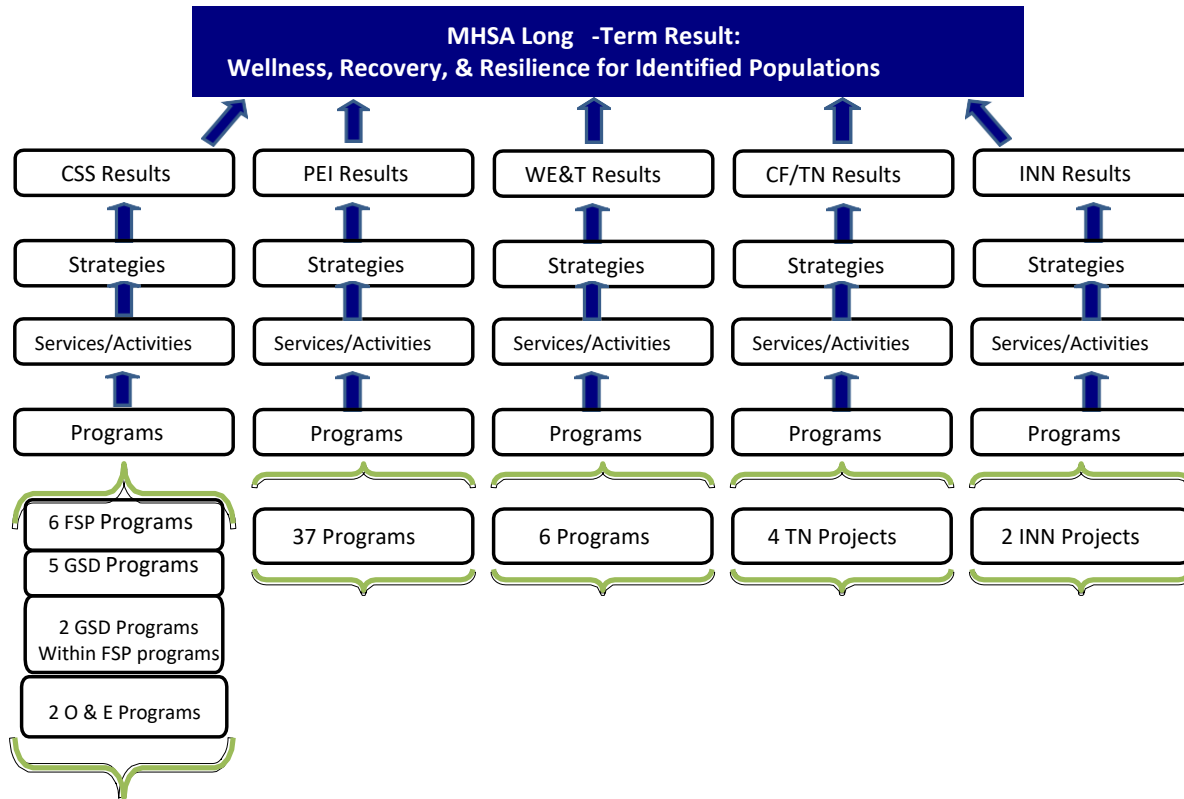 MHSA Long -Term Result:
Wellness, Recovery, & Resilience for Identified Populations
CSS Results
PEI Results
WE&T Results
CF/TN Results
INN Results
Strategies
Strategies
Strategies
Strategies
Strategies
Services/Activities
Services/Activities
Services/Activities
Services/Activities
Services/Activities
Programs
Programs
Programs
Programs
Programs
6 FSP Programs
5 GSD Programs
2 GSD Programs
Within FSP programs
2 O & E Programs
37 Programs
6 Programs
4 TN Projects
2 INN Projects